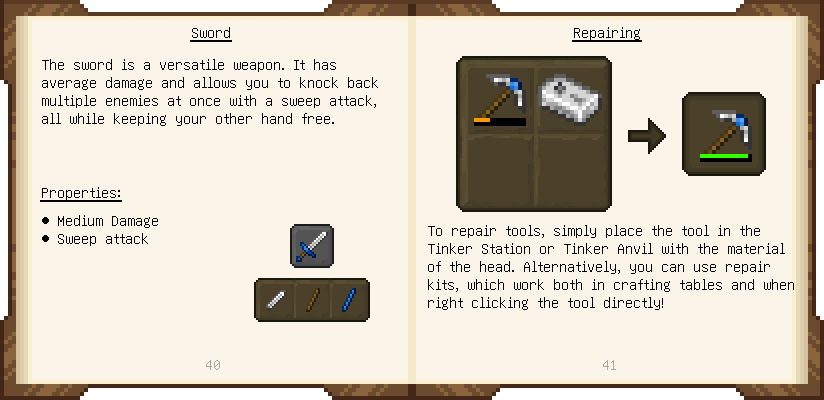 Sword
The sword is a versatile weapon. It has
average damage and allows you to knock back
multiple enemies at once with a sweep attack,
all while keeping your other hand free.
Properties:
● Medium Damage
● Sweep attack
40
Repairing
To repair tools, simply place the tool in the
Tinker Station or Tinker Anvil with the material
of the head. Alternatively, you can use repair
kits, which work both in crafting tables and when
right clicking the tool directly!
41